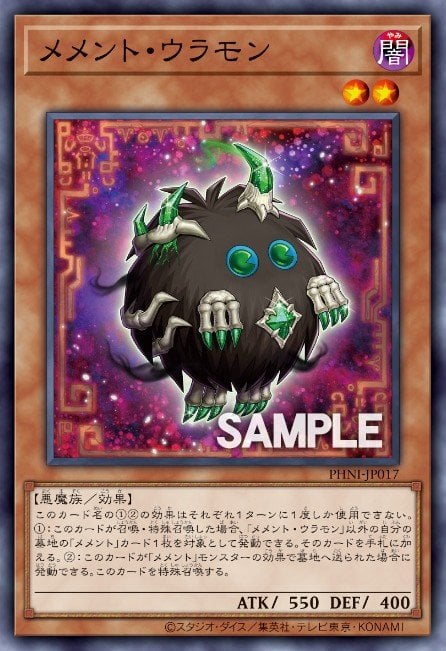 メメント・ウラモン
やみ
闇
SAMPLE
PHNI-JP017
【悪魔族／効果】
このカード名の①②の効果はそれぞれ１ターンに１度しか使用できない。
①：このカードが召喚・特殊召喚した場合、「メメント・ウラモン」以外の自分の
墓地の「メメント」カード１枚を対象として発動できる。そのカードを手札に加
える。②：このカードが「メメント」モンスターの効果で墓地へ送られた場合に
発動できる。このカードを特殊召喚する。
ATK/ 550 DEF/ 400
©スタジオ・ダイス／集英社・テレビ東京・KONAMI